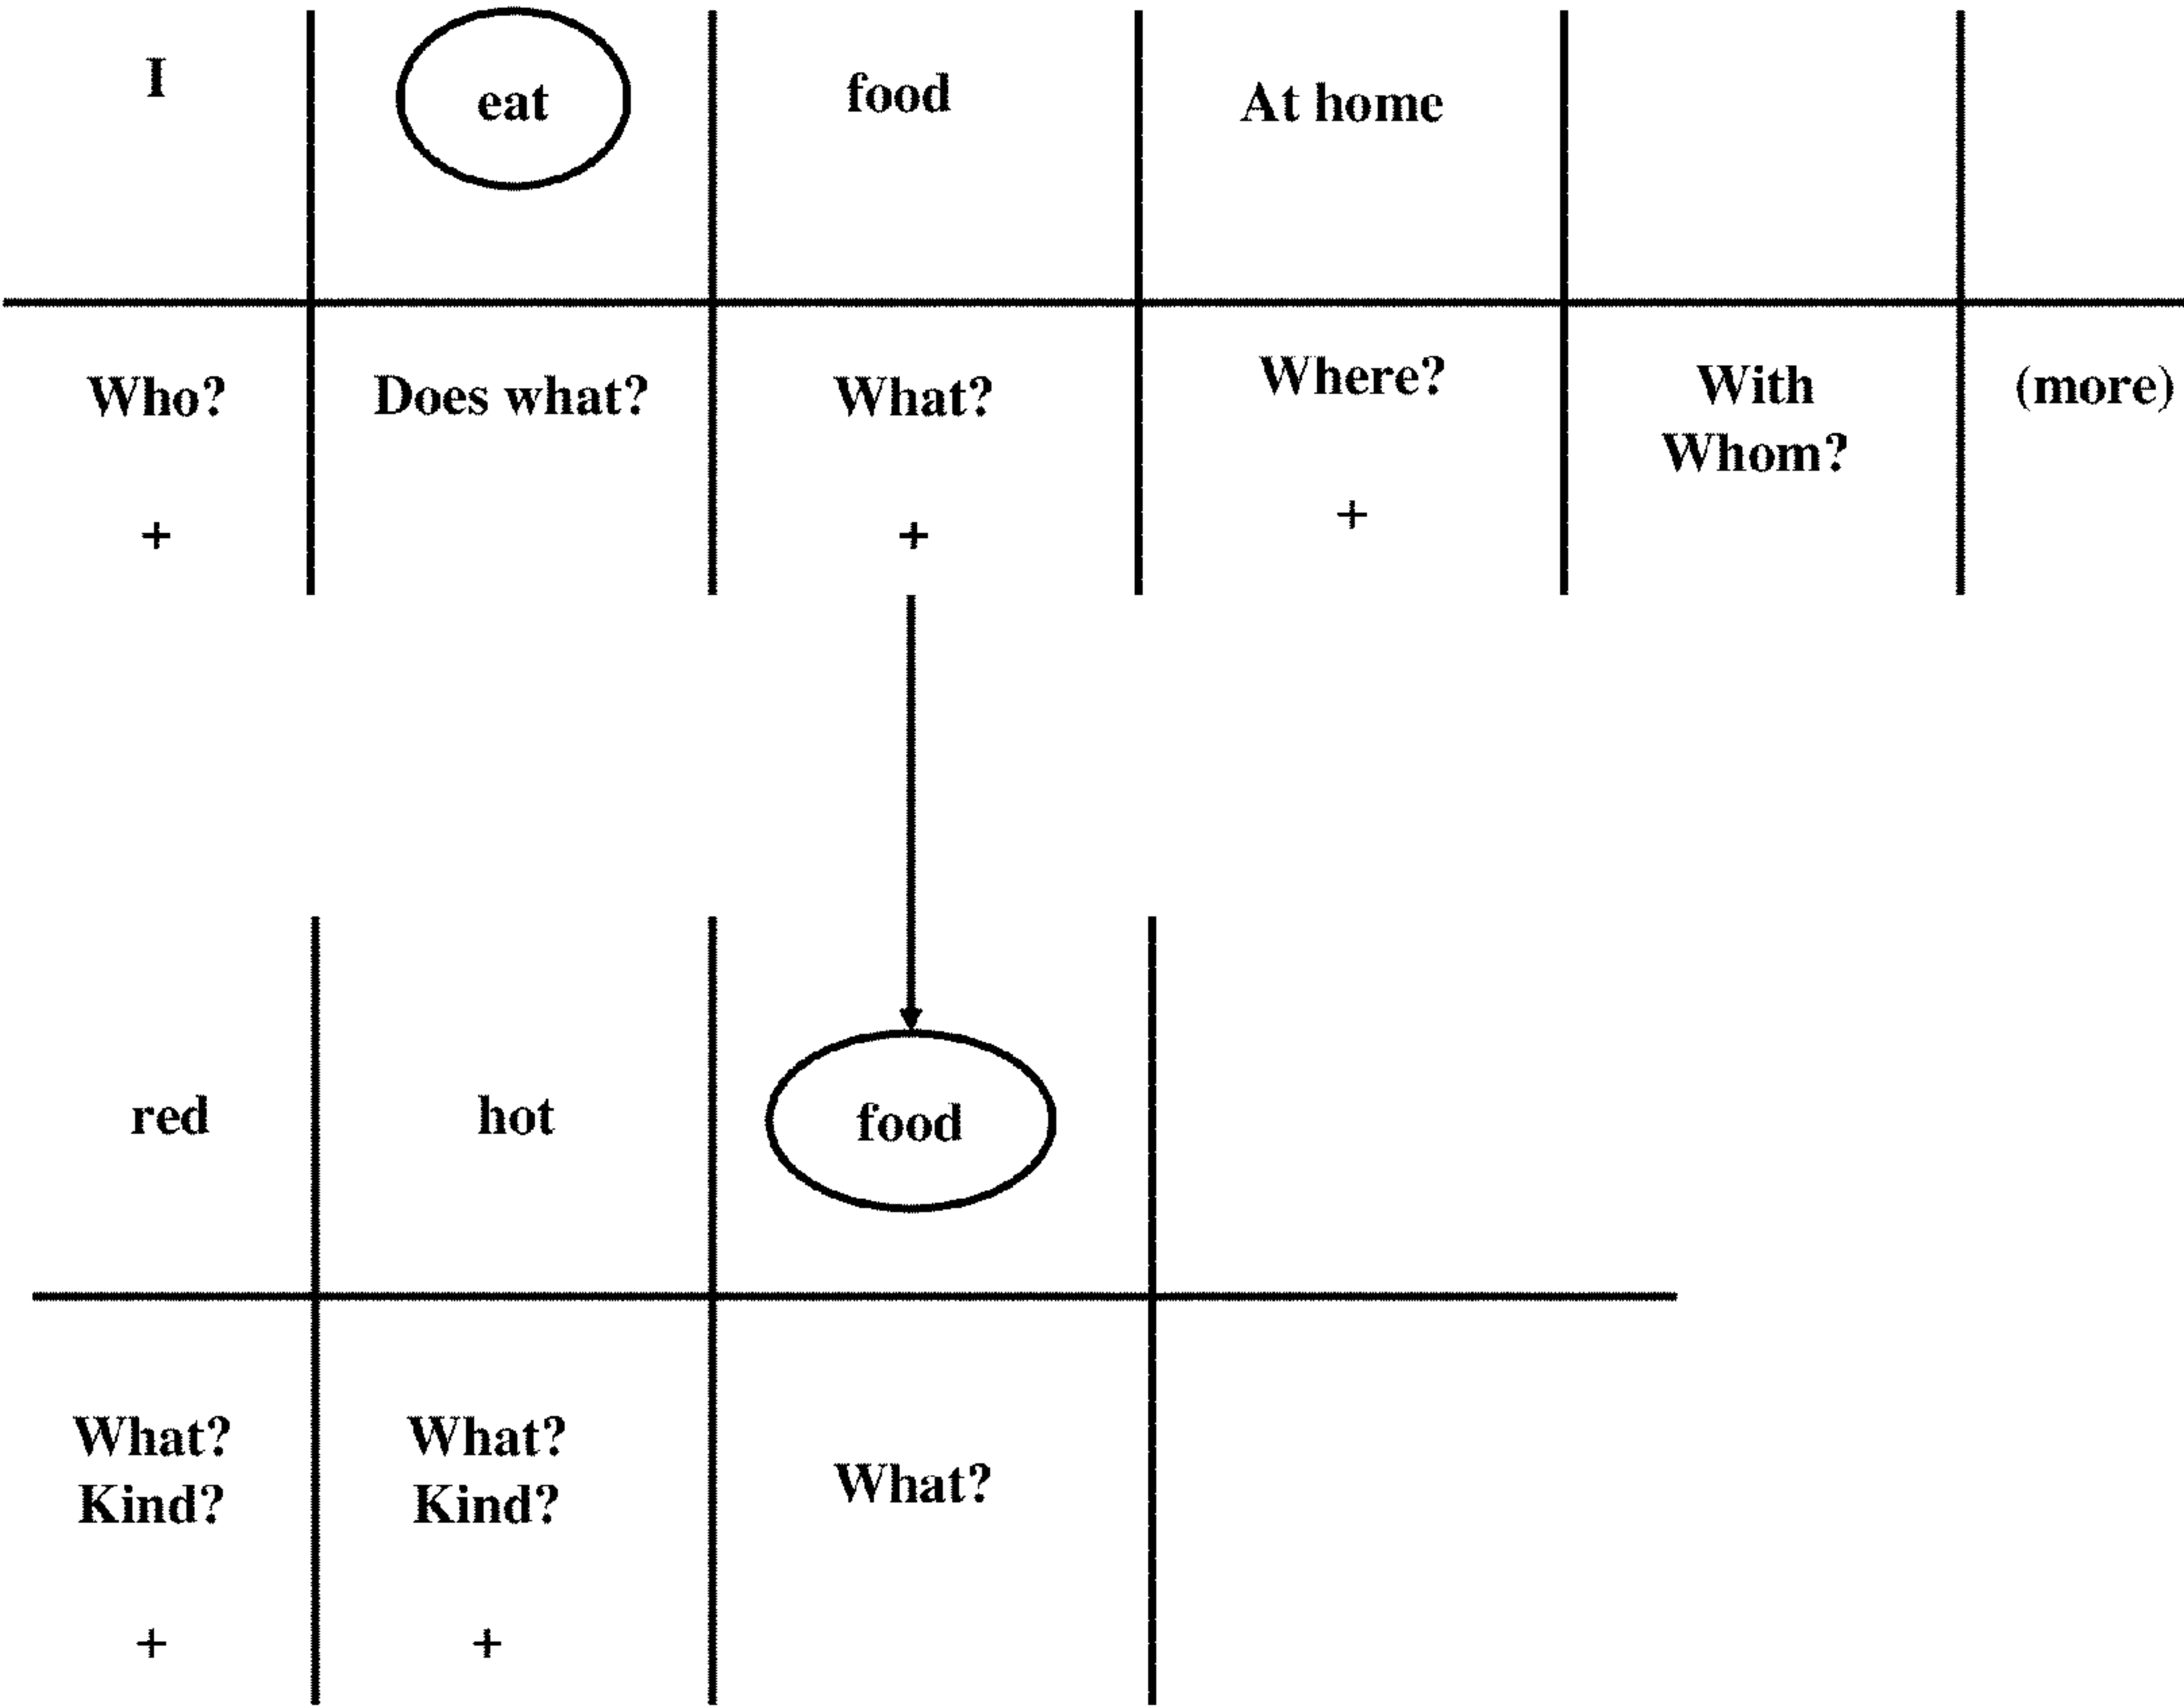 I eat food At home
Who? Does what? What? Where? With (more)
Whom?
+ + +
red hot food
What? What? What?
Kind? Kind?
+ +